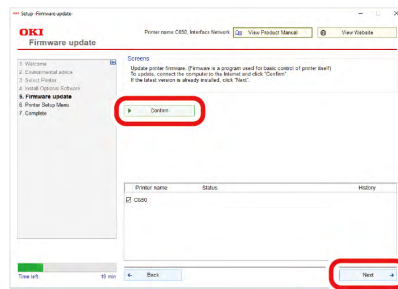 Setup - Firmware update
OKI
Firmware update
Printer name C650, Interface Network
View Product Manual
View Website
1. Welcome
2. Environmental advice
3. Select Printer
4. Install Optional Software
5. Firmware update
6. Printer Setup Menu
7. Complete
Screens
Update printer firmware. (Firmware is a program used for basic control of printer itself)
To update, connect the computer to the Internet and click "Confirm".
If the latest version is already installed, click "Next".
Confirm
Printer name Status History
C650
Time left 15 min
Back
Next